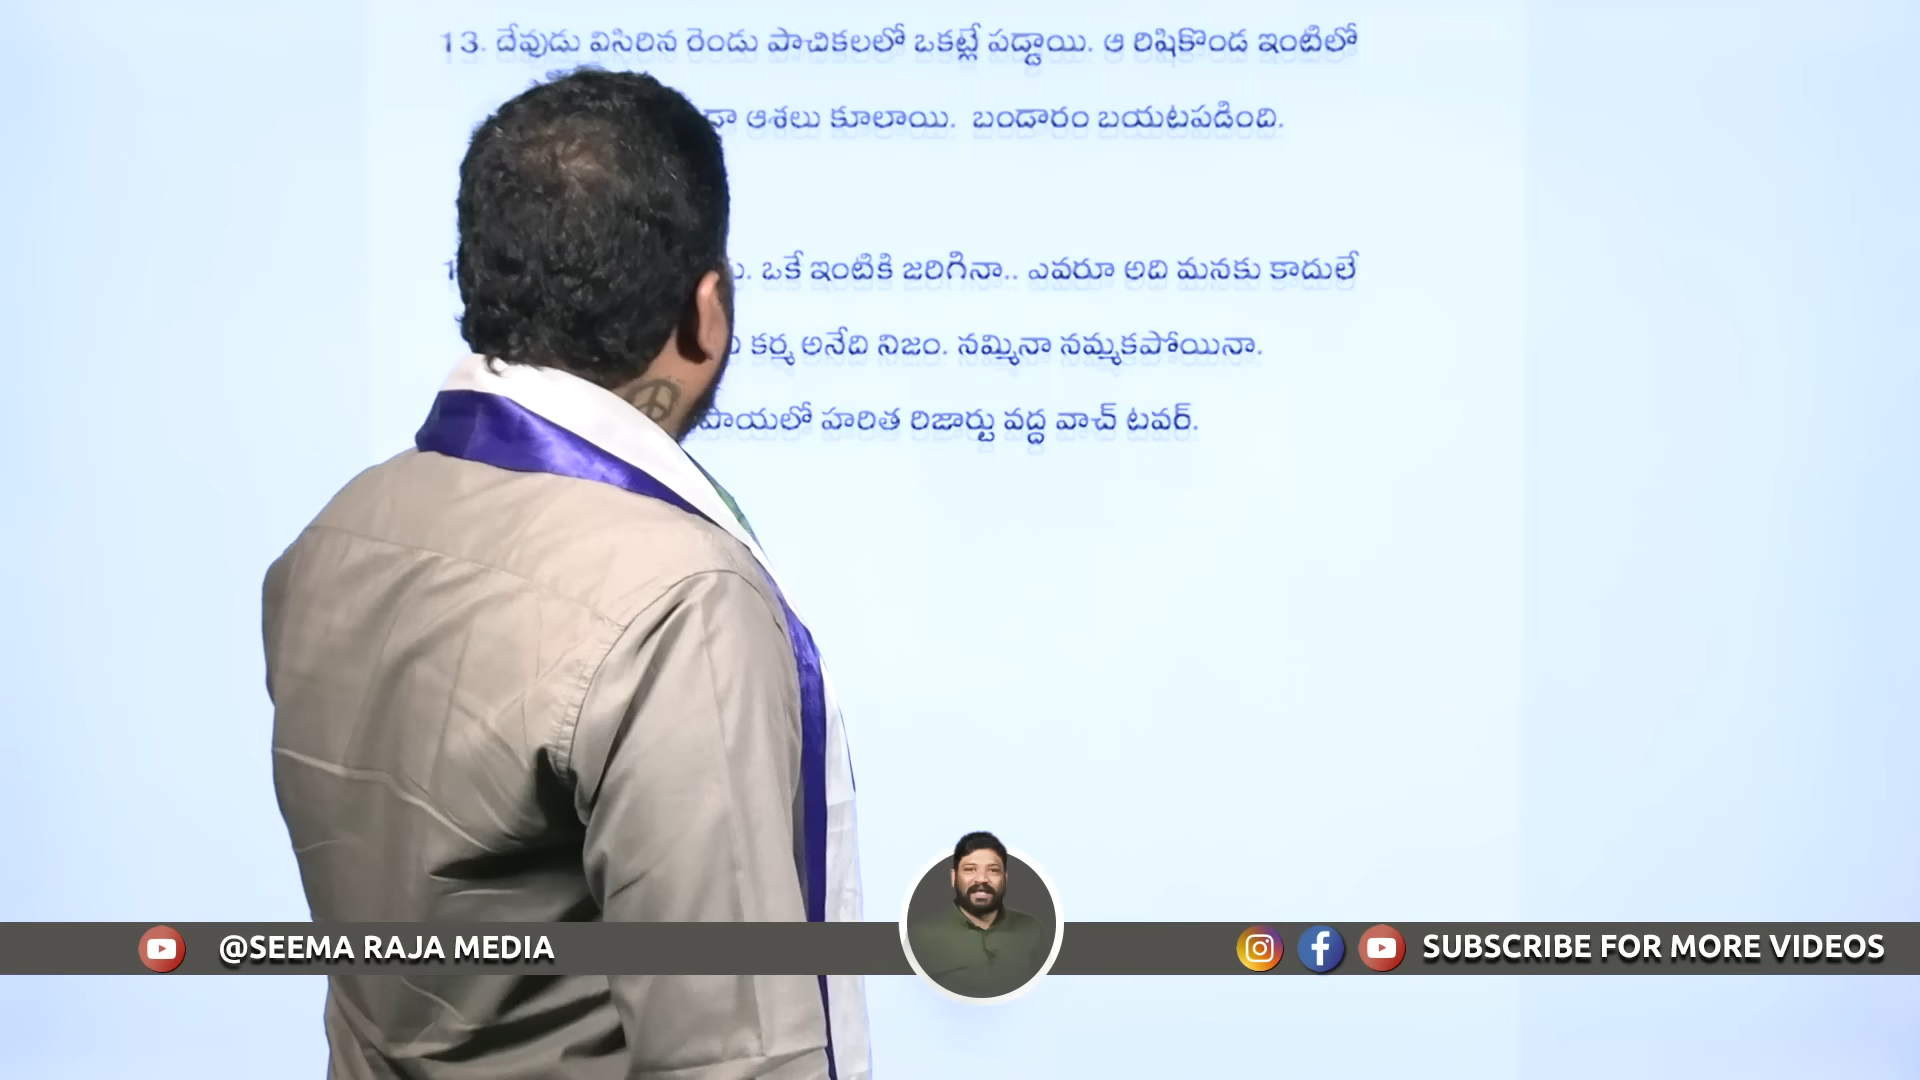 13. దేవుడు విసిరిన రెండు పాచికలలో ఒకట్లే పడ్డాయి. ఆ రిషికొండ ఇంటిలో
ఆశలు కూలాయి. బండారం బయటపడింది.
ఒకే ఇంటికి జరిగినా.. ఎవరూ అది మనకు కాదులే
కర్మ అనేది నిజం. నమ్మినా నమ్మకపోయినా.
హరిత రిజార్టు వద్ద వాచ్ టవర్.
@SEEMA RAJA MEDIA
SUBSCRIBE FOR MORE VIDEOS